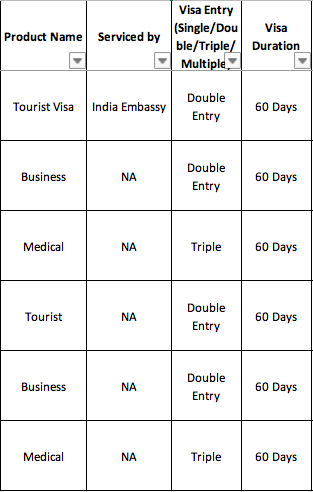 Product Name Serviced by Visa Entry (Single/Dou ble/Triple/ Multiple) Visa Duration
Tourist Visa India Embassy Double Entry 60 Days
Business NA Double Entry 60 Days
Medical NA Triple 60 Days
Tourist NA Double Entry 60 Days
Business NA Double Entry 60 Days
Medical NA Triple 60 Days